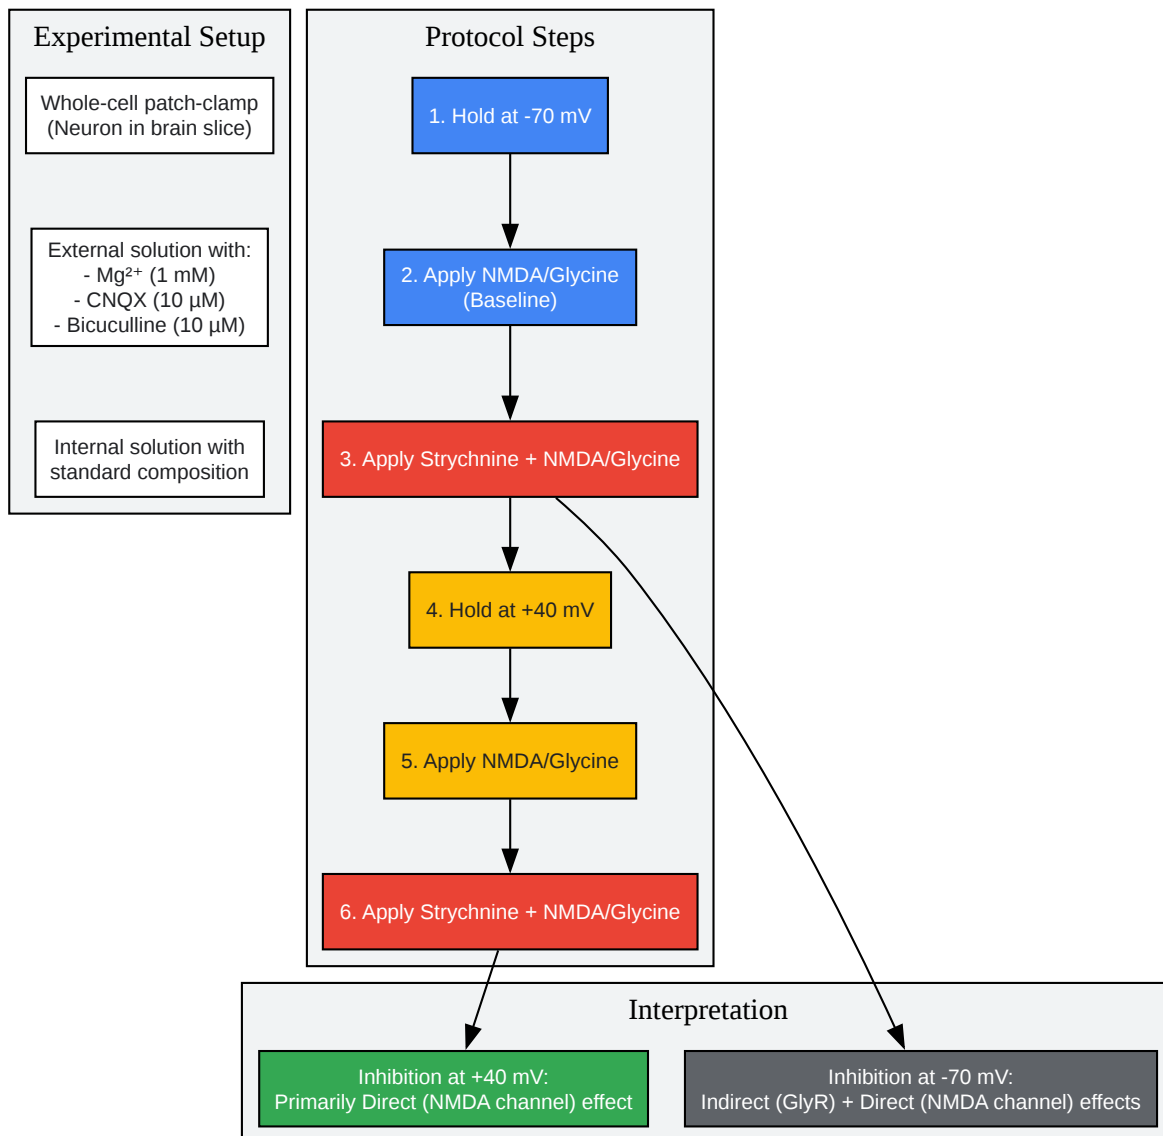 Experimental Setup
Whole-cell patch-clamp
(Neuron in brain slice)
External solution with:
- Mg²⁺ (1 mM)
- CNQX (10 µM)
- Bicuculline (10 µM)
Internal solution with
standard composition
Protocol Steps
1. Hold at -70 mV
2. Apply NMDA/Glycine
(Baseline)
3. Apply Strychnine + NMDA/Glycine
4. Hold at +40 mV
5. Apply NMDA/Glycine
6. Apply Strychnine + NMDA/Glycine
Interpretation
Inhibition at +40 mV:
Primarily Direct (NMDA channel) effect
Inhibition at -70 mV:
Indirect (GlyR) + Direct (NMDA channel) effects